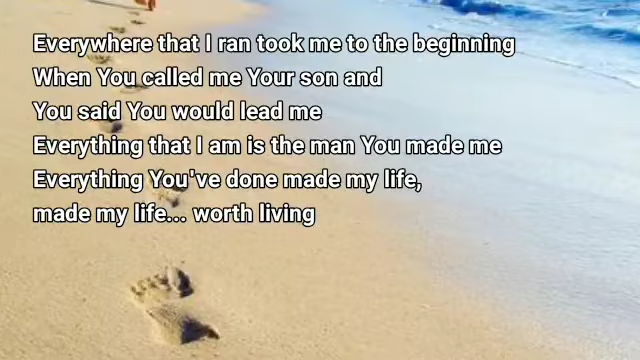 Everywhere that I ran took me to the beginning
When You called me Your son and
You said You would lead me
Everything that I am is the man You made me
Everything You've done made my life,
made my life... worth living